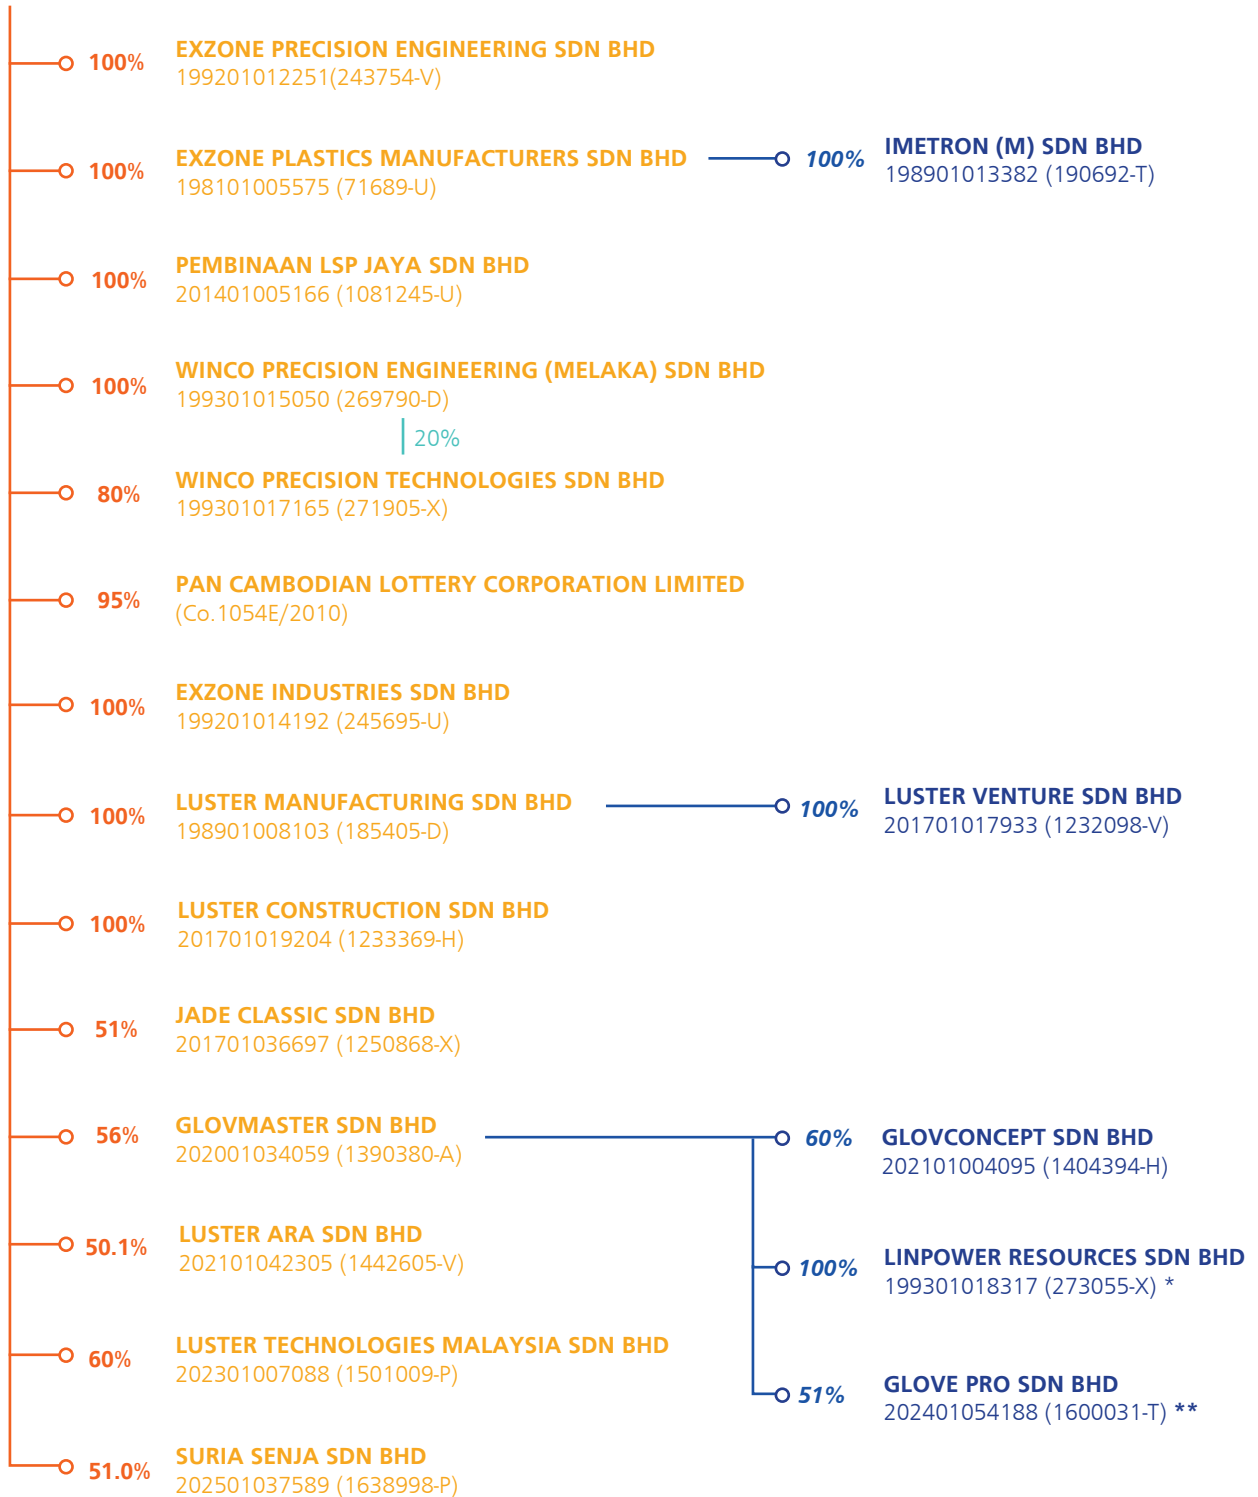 100%
EXZONE PRECISION ENGINEERING SDN BHD
199201012251(243754-V)
100%
EXZONE PLASTICS MANUFACTURERS SDN BHD
198101005575 (71689-U)
100%
IMETRON (M) SDN BHD
198901013382 (190692-T)
100%
PEMBINAAN LSP JAYA SDN BHD
201401005166 (1081245-U)
100%
WINCO PRECISION ENGINEERING (MELAKA) SDN BHD
199301015050 (269790-D)
20%
80%
WINCO PRECISION TECHNOLOGIES SDN BHD
199301017165 (271905-X)
95%
PAN CAMBODIAN LOTTERY CORPORATION LIMITED
(Co.1054E/2010)
100%
EXZONE INDUSTRIES SDN BHD
199201014192 (245695-U)
100%
LUSTER MANUFACTURING SDN BHD
198901008103 (185405-D)
100%
LUSTER VENTURE SDN BHD
201701017933 (1232098-V)
100%
LUSTER CONSTRUCTION SDN BHD
201701019204 (1233369-H)
51%
JADE CLASSIC SDN BHD
201701036697 (1250868-X)
56%
GLOVMASTER SDN BHD
202001034059 (1390380-A)
60%
GLOVCONCEPT SDN BHD
202101004095 (1404394-H)
50.1%
LUSTER ARA SDN BHD
202101042305 (1442605-V)
100%
LINPOWER RESOURCES SDN BHD
199301018317 (273055-X) *
60%
LUSTER TECHNOLOGIES MALAYSIA SDN BHD
202301007088 (1501009-P)
51%
GLOVE PRO SDN BHD
202401054188 (1600031-T) **
51.0%
SURIA SENJA SDN BHD
202501037589 (1638998-P)